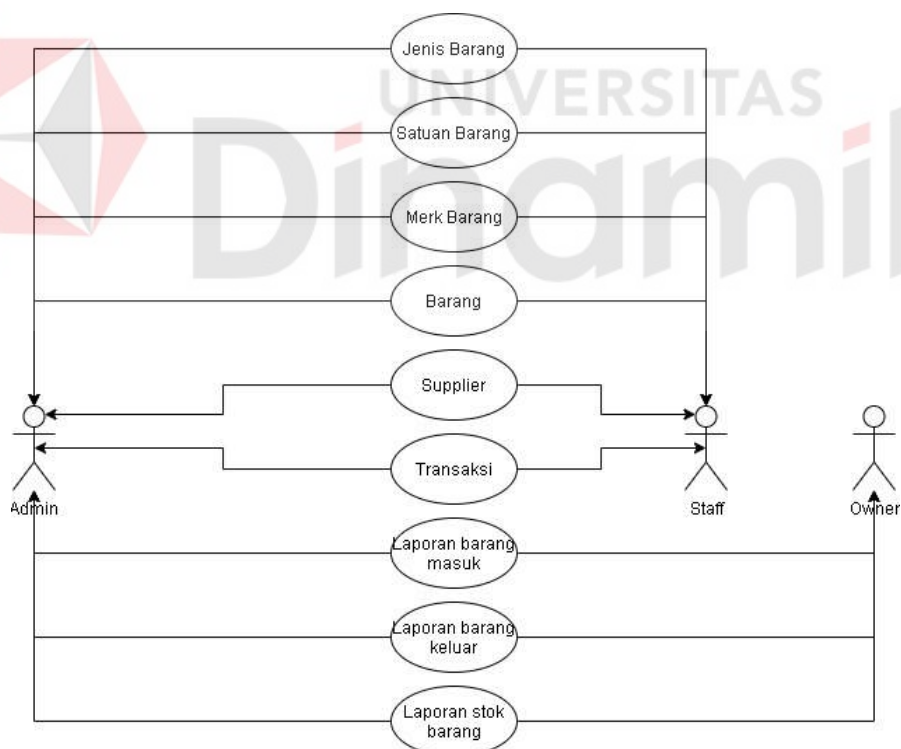 Jenis Barang
UNIVERSITAS
Satuan Barang
Dinami
Merk Barang
Barang
Supplier
Transaksi
Admin
Staff
Owner
Laporan barang
masuk
Laporan barang
keluar
Laporan stok
barang